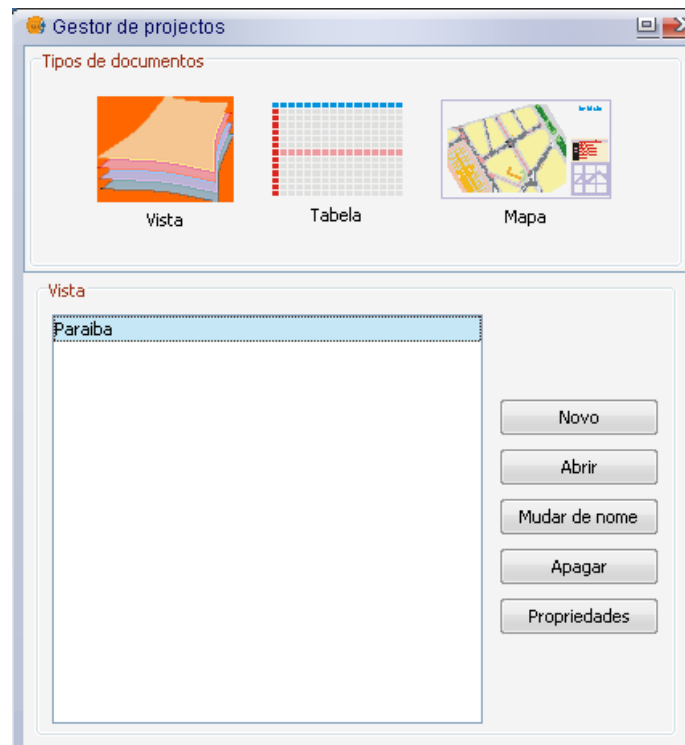 Gestor de projectos
Tipos de documentos
Vista
Tabela
Mapa
Vista
Paraiba
Novo
Abrir
Mudar de nome
Apagar
Propriedades